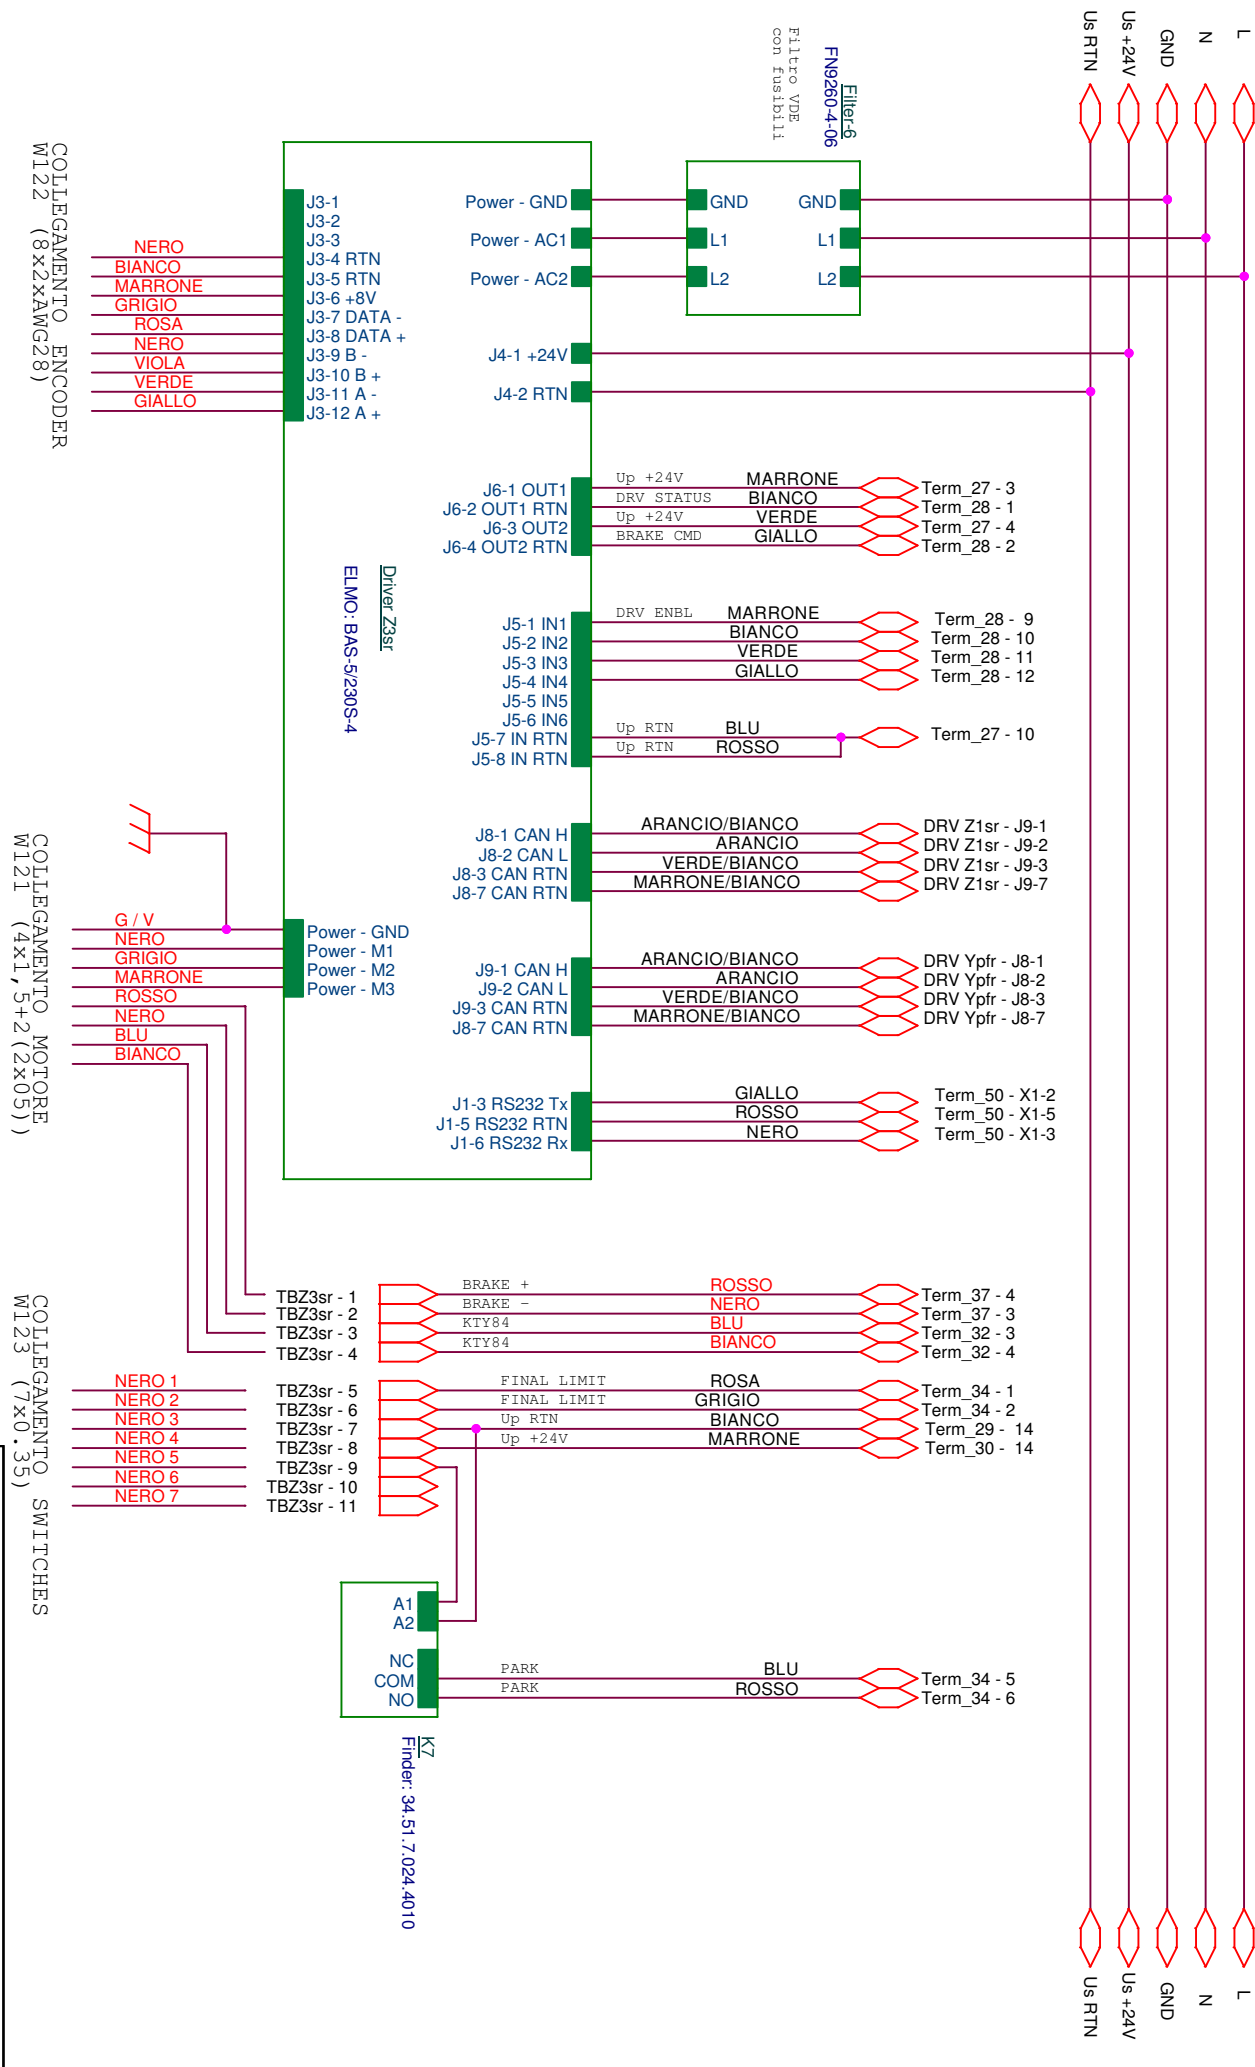 L
N
GND
Us +24V
Us RTN
Filter-6
FN9260-4-06
Filtro VDE
con fusibili
GND
L1
L2
GND
L1
L2
Power - GND
Power - AC1
Power - AC2
J4-1 +24V
J4-2 RTN
J3-1
J3-2
J3-3
J3-4 RTN
J3-5 RTN
J3-6 +8V
J3-7 DATA -
J3-8 DATA +
J3-9 B -
J3-10 B +
J3-11 A -
J3-12 A +
NERO
BIANCO
MARRONE
GRIGIO
ROSA
NERO
VIOLA
VERDE
GIALLO
COLLEGAMENTO ENCODER
W122 (8x2xAWG28)
J6-1 OUT1 Up +24V MARRONE Term_27 - 3
J6-2 OUT1 RTN DRV STATUS BIANCO Term_28 - 1
J6-3 OUT2 Up +24V VERDE Term_27 - 4
J6-4 OUT2 RTN BRAKE CMD GIALLO Term_28 - 2
Driver Z3sr
ELMO: BAS-5/230S-4
J5-1 IN1 DRV ENBL MARRONE Term_28 - 9
J5-2 IN2 BIANCO Term_28 - 10
J5-3 IN3 VERDE Term_28 - 11
J5-4 IN4 GIALLO Term_28 - 12
J5-5 IN5
J5-6 IN6
J5-7 IN RTN Up RTN BLU Term_27 - 10
J5-8 IN RTN Up RTN ROSSO
J8-1 CAN H ARANCIO/BIANCO DRV Z1sr - J9-1
J8-2 CAN L ARANCIO DRV Z1sr - J9-2
J8-3 CAN RTN VERDE/BIANCO DRV Z1sr - J9-3
J8-7 CAN RTN MARRONE/BIANCO DRV Z1sr - J9-7
J9-1 CAN H ARANCIO/BIANCO DRV Ypfr - J8-1
J9-2 CAN L ARANCIO DRV Ypfr - J8-2
J9-3 CAN RTN VERDE/BIANCO DRV Ypfr - J8-3
J8-7 CAN RTN MARRONE/BIANCO DRV Ypfr - J8-7
J1-3 RS232 Tx GIALLO Term_50 - X1-2
J1-5 RS232 RTN ROSSO Term_50 - X1-5
J1-6 RS232 Rx NERO Term_50 - X1-3
G / V Power - GND
NERO Power - M1
GRIGIO Power - M2
MARRONE Power - M3
ROSSO
NERO
BLU
BIANCO
COLLEGAMENTO MOTORE
W121 (4x1,5+2(2x05))
TBZ3sr - 1 BRAKE + ROSSO Term_37 - 4
TBZ3sr - 2 BRAKE - NERO Term_37 - 3
TBZ3sr - 3 KTY84 BLU Term_32 - 3
TBZ3sr - 4 KTY84 BIANCO Term_32 - 4
NERO 1 TBZ3sr - 5 FINAL LIMIT ROSA Term_34 - 1
NERO 2 TBZ3sr - 6 FINAL LIMIT GRIGIO Term_34 - 2
NERO 3 TBZ3sr - 7 Up RTN BIANCO Term_29 - 14
NERO 4 TBZ3sr - 8 Up +24V MARRONE Term_30 - 14
NERO 5 TBZ3sr - 9
NERO 6 TBZ3sr - 10
NERO 7 TBZ3sr - 11
COLLEGAMENTO SWITCHES
W123 (7x0.35)
A1
A2
NC
COM PARK BLU Term_34 - 5
NO PARK ROSSO Term_34 - 6
K7
Finder: 34.51.7.024.4010
L
N
GND
Us +24V
Us RTN